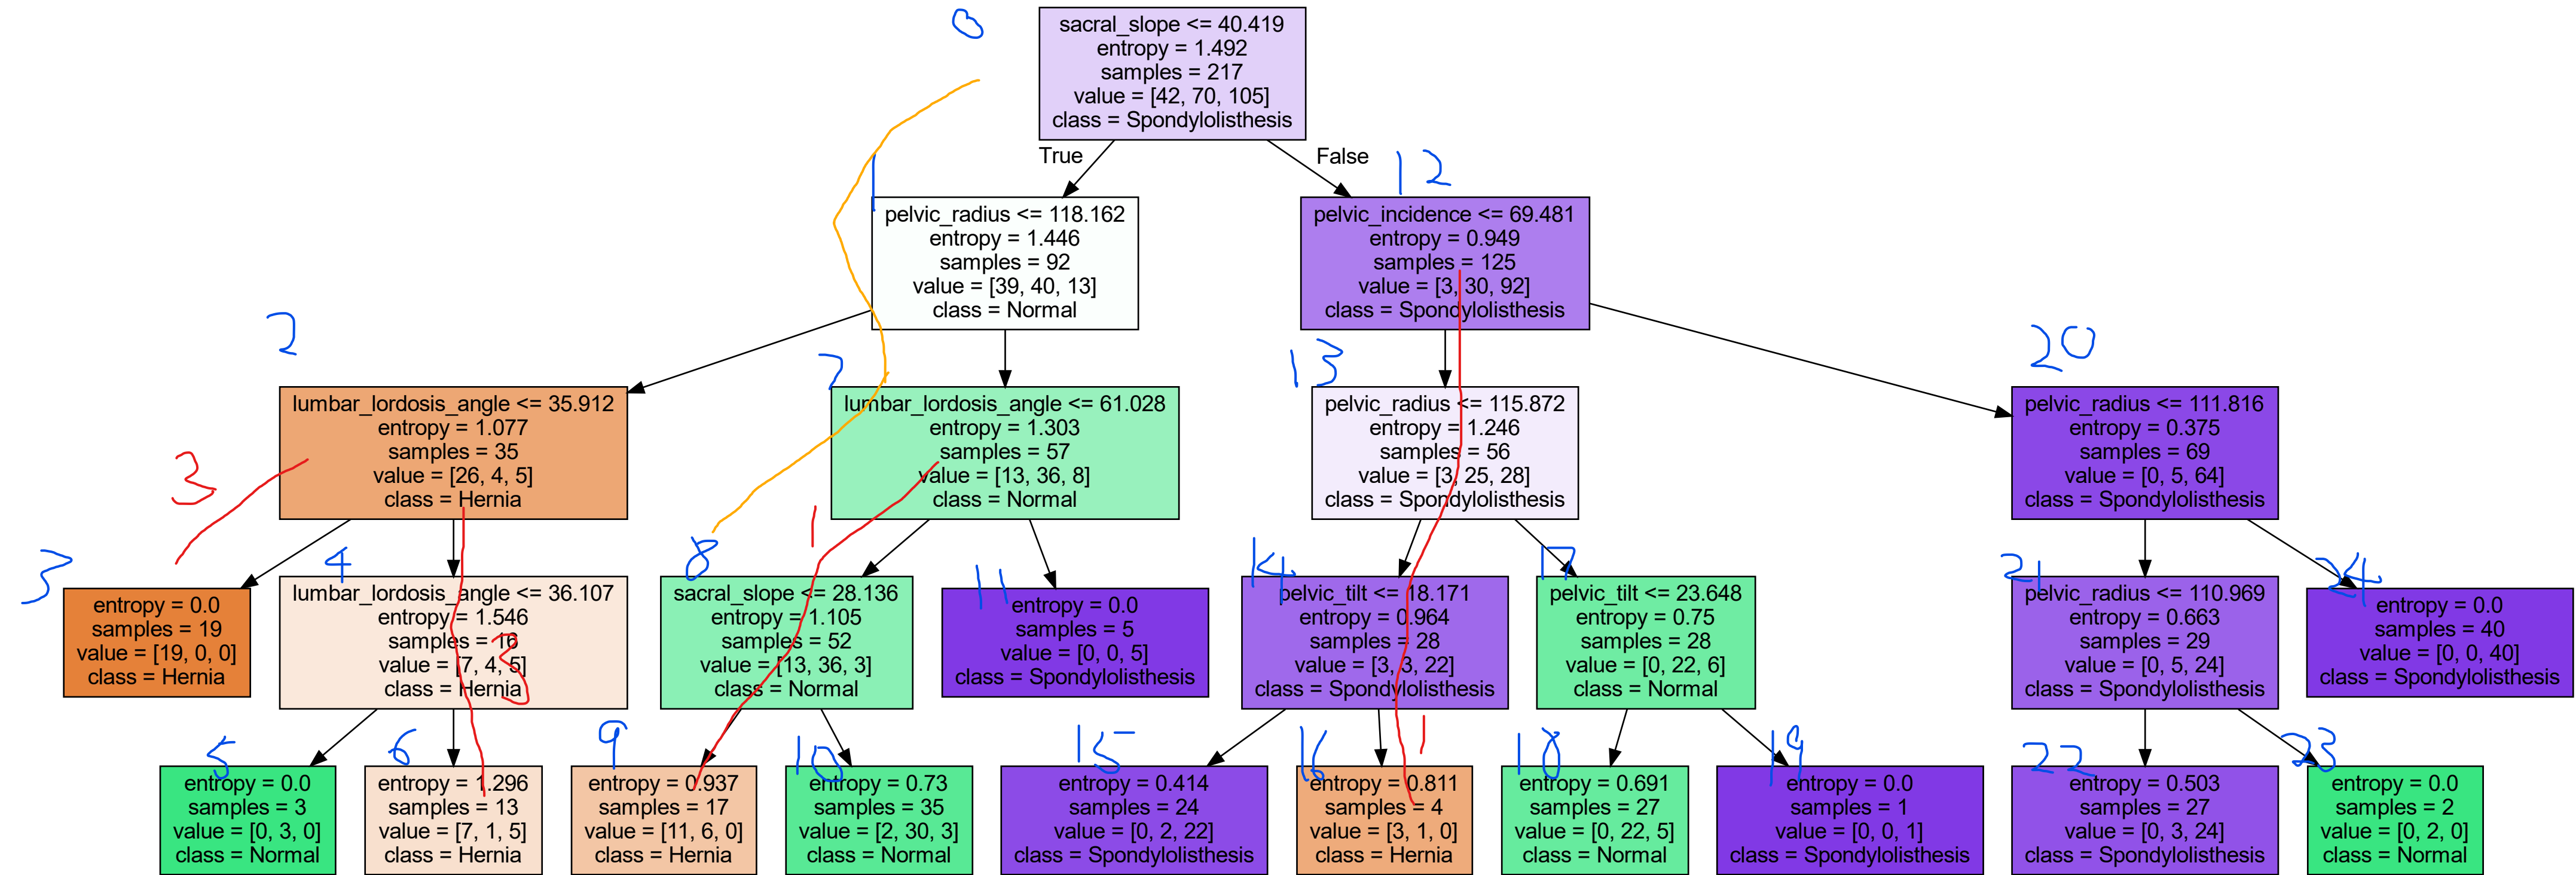 0
sacral_slope <= 40.419
entropy = 1.492
samples = 217
value = [42, 70, 105]
class = Spondylolisthesis
True
False
1
pelvic_radius <= 118.162
entropy = 1.446
samples = 92
value = [39, 40, 13]
class = Normal
12
pelvic_incidence <= 69.481
entropy = 0.949
samples = 125
value = [3, 30, 92]
class = Spondylolisthesis
2
lumbar_lordosis_angle <= 35.912
entropy = 1.077
samples = 35
value = [26, 4, 5]
class = Hernia
7
lumbar_lordosis_angle <= 61.028
entropy = 1.303
samples = 57
value = [13, 36, 8]
class = Normal
13
pelvic_radius <= 115.872
entropy = 1.246
samples = 56
value = [3, 25, 28]
class = Spondylolisthesis
20
pelvic_radius <= 111.816
entropy = 0.375
samples = 69
value = [0, 5, 64]
class = Spondylolisthesis
3
1
3
entropy = 0.0
samples = 19
value = [19, 0, 0]
class = Hernia
4
lumbar_lordosis_angle <= 36.107
entropy = 1.546
samples = 16
value = [7, 4, 5]
class = Hernia
3
8
sacral_slope <= 28.136
entropy = 1.105
samples = 52
value = [13, 36, 3]
class = Normal
11
entropy = 0.0
samples = 5
value = [0, 0, 5]
class = Spondylolisthesis
14
pelvic_tilt <= 18.171
entropy = 0.964
samples = 28
value = [3, 3, 22]
class = Spondylolisthesis
17
pelvic_tilt <= 23.648
entropy = 0.75
samples = 28
value = [0, 22, 6]
class = Normal
21
pelvic_radius <= 110.969
entropy = 0.663
samples = 29
value = [0, 5, 24]
class = Spondylolisthesis
24
entropy = 0.0
samples = 40
value = [0, 0, 40]
class = Spondylolisthesis
5
entropy = 0.0
samples = 3
value = [0, 3, 0]
class = Normal
6
entropy = 1.296
samples = 13
value = [7, 1, 5]
class = Hernia
9
entropy = 0.937
samples = 17
value = [11, 6, 0]
class = Hernia
10
entropy = 0.73
samples = 35
value = [2, 30, 3]
class = Normal
15
entropy = 0.414
samples = 24
value = [0, 2, 22]
class = Spondylolisthesis
16
1
entropy = 0.811
samples = 4
value = [3, 1, 0]
class = Hernia
18
entropy = 0.691
samples = 27
value = [0, 22, 5]
class = Normal
19
entropy = 0.0
samples = 1
value = [0, 0, 1]
class = Spondylolisthesis
22
entropy = 0.503
samples = 27
value = [0, 3, 24]
class = Spondylolisthesis
23
entropy = 0.0
samples = 2
value = [0, 2, 0]
class = Normal